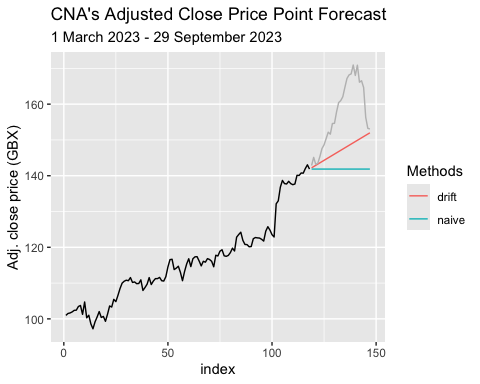 CNA's Adjusted Close Price Point Forecast
1 March 2023 - 29 September 2023
Adj. close price (GBX)
160
140
120
100
0
50
100
150
index
Methods
drift
naive